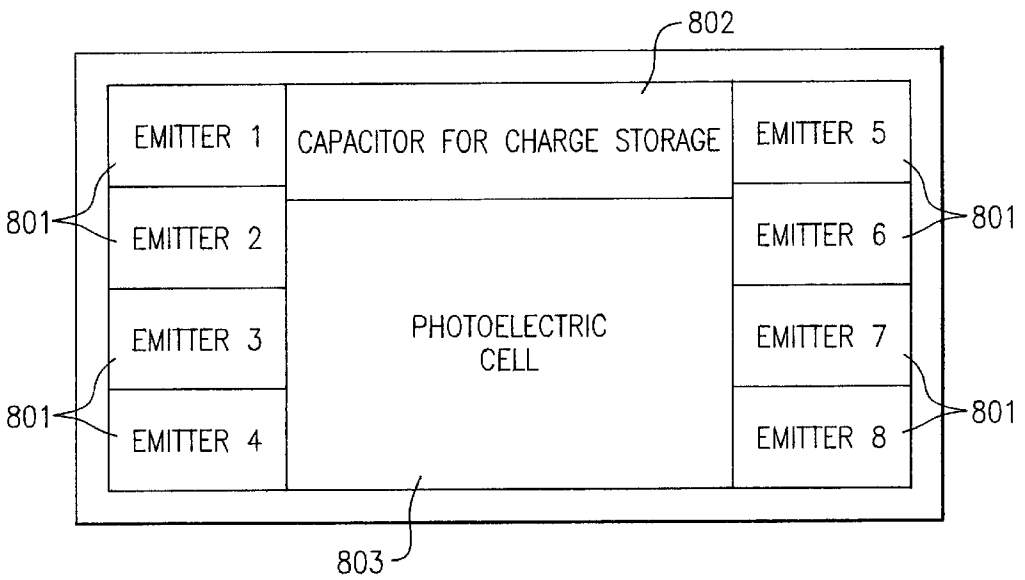 802
EMITTER 1
CAPACITOR FOR CHARGE STORAGE
EMITTER 5
801
EMITTER 2
EMITTER 6
801
EMITTER 3
PHOTOELECTRIC
CELL
EMITTER 7
801
EMITTER 4
EMITTER 8
801
803